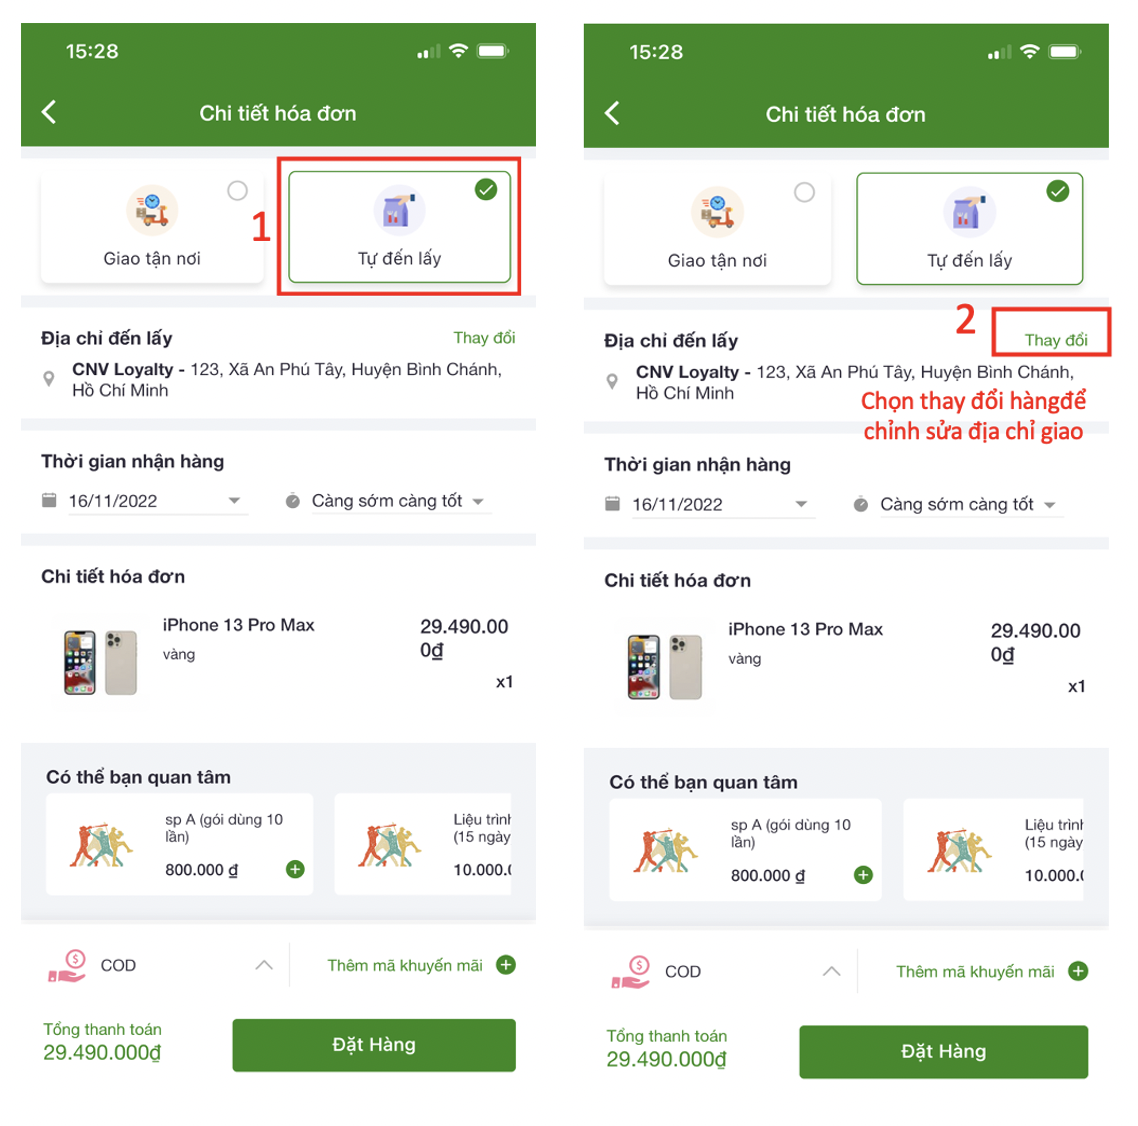 15:28
Chi tiết hóa đơn
1
Giao tận nơi
Tự đến lấy
Địa chỉ đến lấy
Thay đổi
CNV Loyalty - 123, Xã An Phú Tây, Huyện Bình Chánh,
Hồ Chí Minh
Thời gian nhận hàng
16/11/2022
Càng sớm càng tốt
Chi tiết hóa đơn
iPhone 13 Pro Max
29.490.00
0₫
vàng
x1
Có thể bạn quan tâm
sp A (gói dùng 10
lần)
800.000 ₫
Liệu trình
(15 ngày
10.000.0
COD
Thêm mã khuyến mãi
Tổng thanh toán
29.490.000₫
Đặt Hàng
15:28
Chi tiết hóa đơn
Giao tận nơi
Tự đến lấy
2
Địa chỉ đến lấy
Thay đổi
CNV Loyalty - 123, Xã An Phú Tây, Huyện Bình Chánh,
Hồ Chí Minh
Chọn thay đổi hàngđể
chỉnh sửa địa chỉ giao
Thời gian nhận hàng
16/11/2022
Càng sớm càng tốt
Chi tiết hóa đơn
iPhone 13 Pro Max
29.490.00
0₫
vàng
x1
Có thể bạn quan tâm
sp A (gói dùng 10
lần)
800.000 ₫
Liệu trình
(15 ngày
10.000.0
COD
Thêm mã khuyến mãi
Tổng thanh toán
29.490.000₫
Đặt Hàng